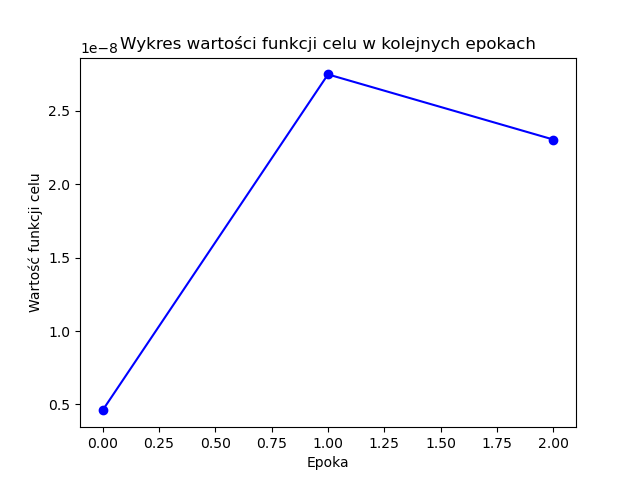 Wykres wartości funkcji celu w kolejnych epokach
1e−8
2.5
2.0
1.5
1.0
0.5
Wartość funkcji celu
0.00 0.25 0.50 0.75 1.00 1.25 1.50 1.75 2.00
Epoka